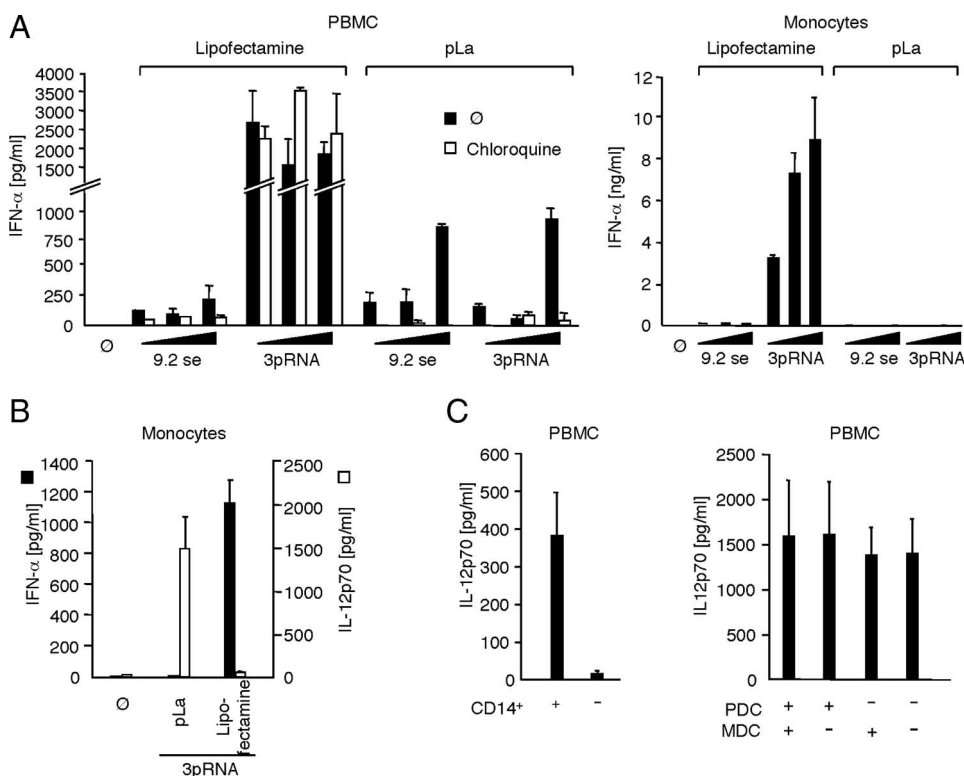 A
PBMC
Lipofectamine
pLa
IFN-α [pg/ml]
4000
3500
3000
2500
2000
1500
1000
750
500
250
0
Ø
Chloroquine
Ø
9.2 se
3pRNA
9.2 se
3pRNA
Monocytes
Lipofectamine
pLa
IFN-α [ng/ml]
12
10
8
6
4
2
0
Ø
9.2 se
3pRNA
9.2 se
3pRNA
B
Monocytes
IFN-α [pg/ml]
1400
1200
1000
800
600
400
200
0
2500
2000
1500
1000
500
0
IL-12p70 [pg/ml]
Ø
pLa
Lipo-
fectamine
3pRNA
C
PBMC
IL-12p70 [pg/ml]
600
500
400
300
200
100
0
CD14+ + −
PBMC
IL12p70 [pg/ml]
2500
2000
1500
1000
500
0
PDC + + − −
MDC + − + −